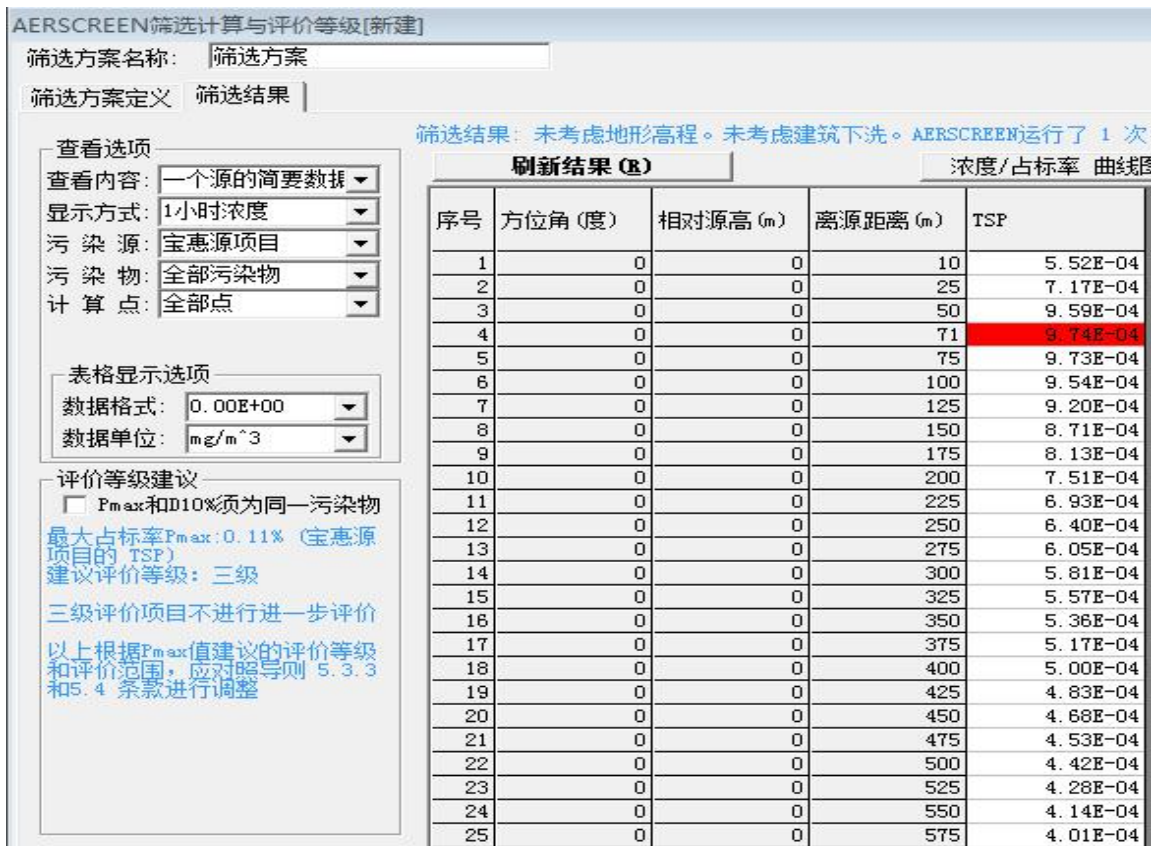 AERSCREEN筛选计算与评价等级[新建]
筛选方案名称: 筛选方案
筛选方案定义 筛选结果
查看选项
查看内容: 一个源的简要数据
显示方式: 1小时浓度
污 染 源: 宝惠源项目
污 染 物: 全部污染物
计 算 点: 全部点
表格显示选项
数据格式: 0.00E+00
数据单位: mg/m^3
评价等级建议
Pmax和D10%须为同一污染物
最大占标率Pmax:0.11% (宝惠源
项目的 TSP)
建议评价等级: 三级
三级评价项目不进行进一步评价
以上根据Pmax值建议的评价等级
和评价范围，应对照导则 5.3.3
和5.4 条款进行调整
筛选结果: 未考虑地形高程。未考虑建筑下洗。AERSCREEN运行了 1 次
刷新结果(R) 浓度/占标率 曲线图
序号 方位角(度) 相对源高(m) 离源距离(m) TSP
1 0 0 10 5.52E-04
2 0 0 25 7.17E-04
3 0 0 50 9.59E-04
4 0 0 71 9.74E-04
5 0 0 75 9.73E-04
6 0 0 100 9.54E-04
7 0 0 125 9.20E-04
8 0 0 150 8.71E-04
9 0 0 175 8.13E-04
10 0 0 200 7.51E-04
11 0 0 225 6.93E-04
12 0 0 250 6.40E-04
13 0 0 275 6.05E-04
14 0 0 300 5.81E-04
15 0 0 325 5.57E-04
16 0 0 350 5.36E-04
17 0 0 375 5.17E-04
18 0 0 400 5.00E-04
19 0 0 425 4.83E-04
20 0 0 450 4.68E-04
21 0 0 475 4.53E-04
22 0 0 500 4.42E-04
23 0 0 525 4.28E-04
24 0 0 550 4.14E-04
25 0 0 575 4.01E-04